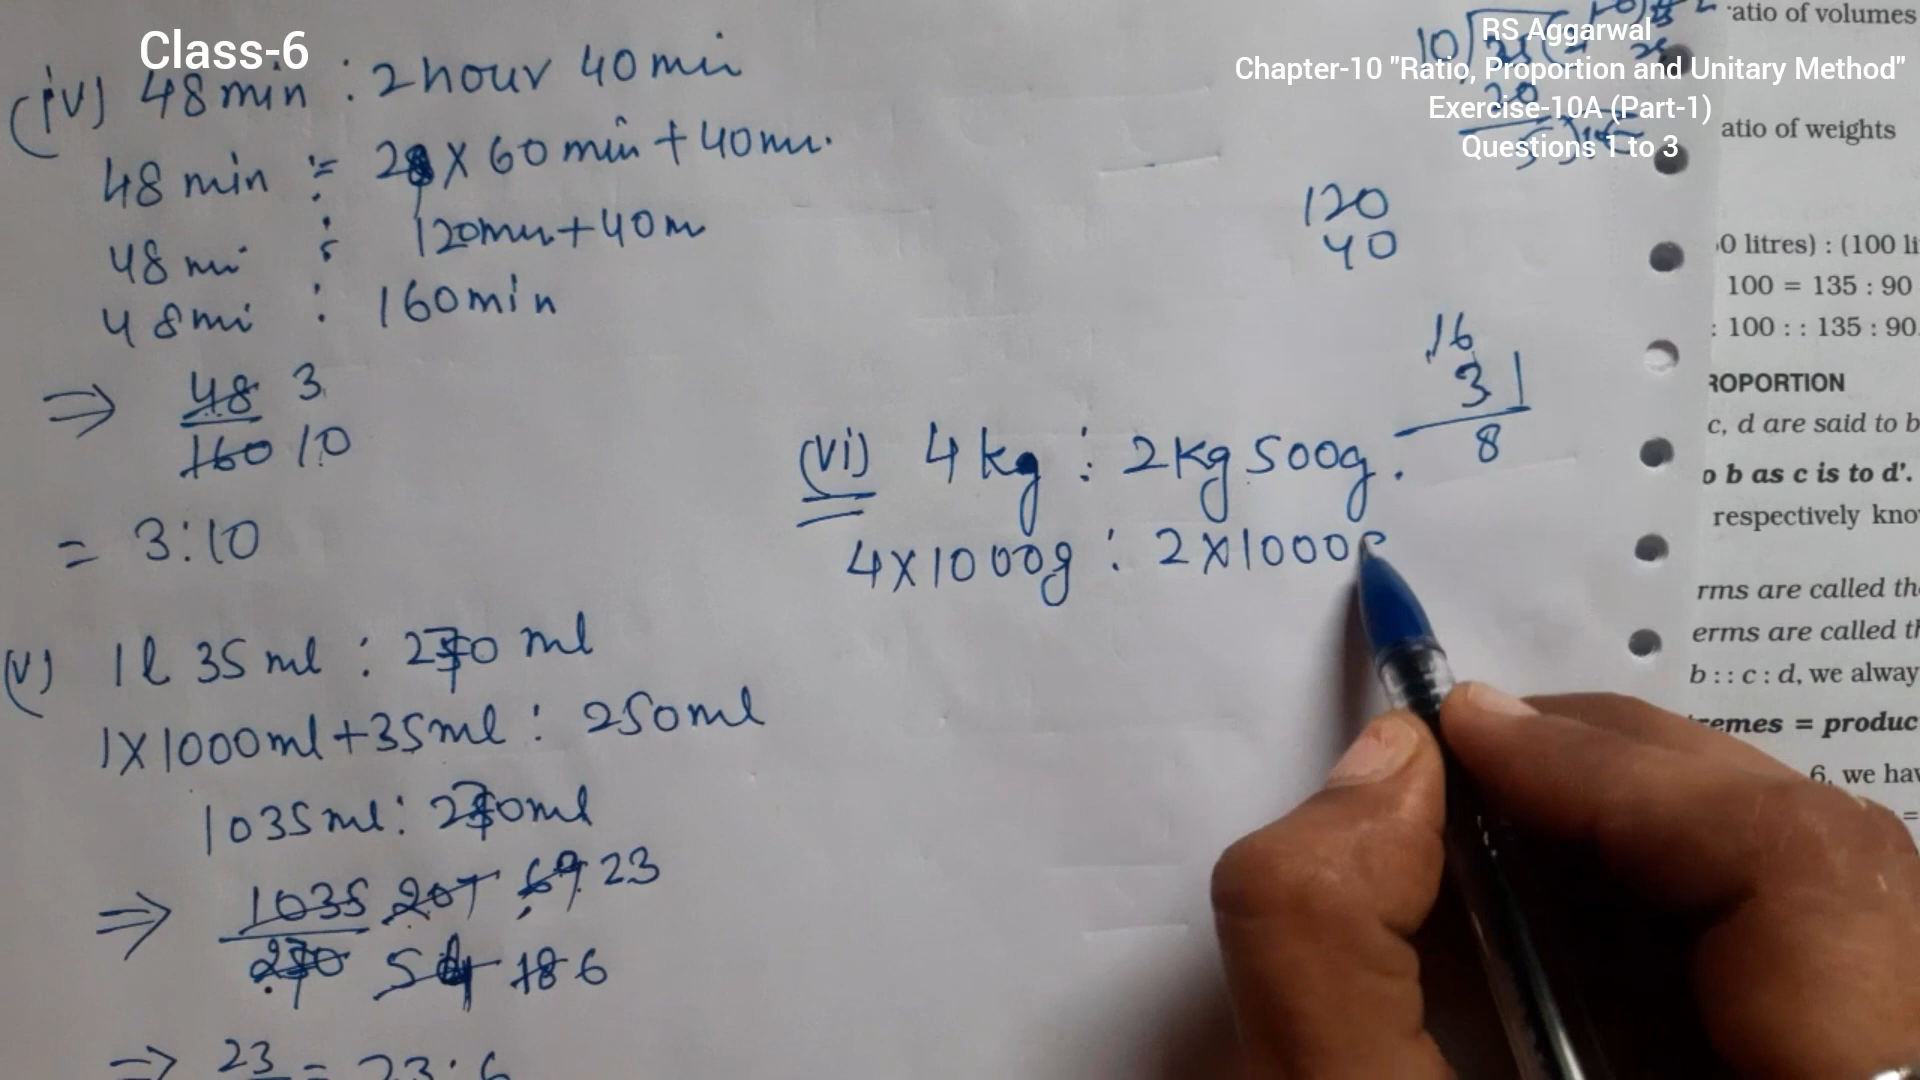 Class-6
RS Aggarwal
Chapter-10 "Ratio, Proportion and Unitary Method"
Exercise-10A (Part-1)
Questions 1 to 3
(iv) 48 min : 2 hour 40 min
48 min : 2 × 60 min + 40 min.
48 mi : 120 min + 40 m
48 mi : 160 min
⇒ 48 3
160 10
= 3:10
(v) 1l 35 ml : 270 ml
1×1000 ml + 35 ml : 250 ml
1035 ml : 270 ml
⇒ 1035 207 69 23
270 54 18 6
⇒ 23 = 23:6
120
40
16
3
8
(vi) 4 kg : 2 kg 500 g.
4×1000 g : 2×1000
atio of volumes
atio of weights
0 litres) : (100 li
100 = 135 : 90
: 100 : : 135 : 90
ROPORTION
c, d are said to b
o b as c is to d'.
respectively kno
rms are called th
erms are called th
b : : c : d, we alway
emes = produc
6, we hav
=